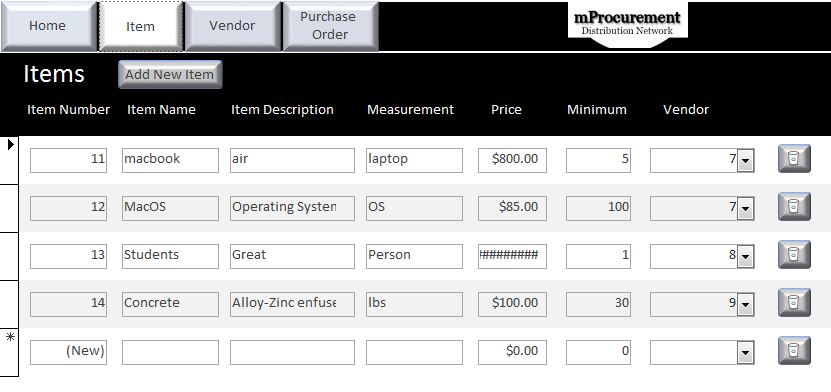 Home
Item
Vendor
Purchase
Order
mProcurement
Distribution Network
Items
Add New Item
Item Number Item Name Item Description Measurement Price Minimum Vendor
11 macbook air laptop $800.00 5 7
12 MacOS Operating System OS $85.00 100 7
13 Students Great Person ######## 1 8
14 Concrete Alloy-Zinc enfuse lbs $100.00 30 9
(New) $0.00 0